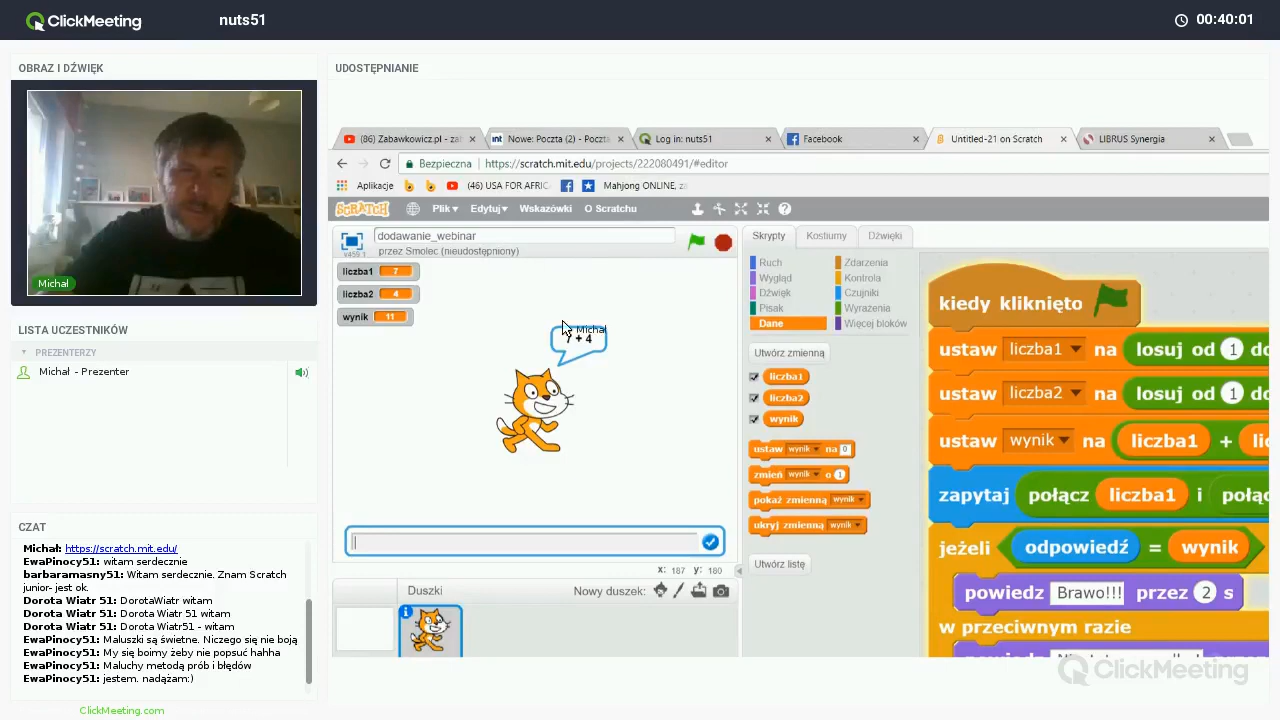 ClickMeeting
nuts51
00:40:01
OBRAZ I DŹWIĘK
Michał
LISTA UCZESTNIKÓW
PREZENTERZY
Michał - Prezenter
CZAT
Michał: https://scratch.mit.edu/
EwaPinocy51: witam serdecznie
barbaramasny51: Witam serdecznie. Znam Scratch
junior- jest ok.
Dorota Wiatr 51: DorotaWiatr witam
Dorota Wiatr 51: Dorota Wiatr 51 witam
Dorota Wiatr 51: Dorota Wiatr51 - witam
EwaPinocy51: Maluszki są świetne. Niczego się nie boją
EwaPinocy51: My się boimy żeby nie popsuć hahha
EwaPinocy51: Maluchy metodą prób i błędów
EwaPinocy51: jestem. nadążam:)
ClickMeeting.com
UDOSTĘPNIANIE
(86) Zabawkowicz.pl - za
Nowe: Poczta (2) - Poczt
Log in: nuts51
Facebook
Untitled-21 on Scratch
LIBRUS Synergia
Bezpieczna
https://scratch.mit.edu/projects/222080491/#editor
Aplikacje
(46) USA FOR AFRIC
Mahjong ONLINE, za
SCRATCH
Plik
Edytuj
Wskazówki
O Scratchu
v459.1
dodawanie_webinar
przez Smolec (nieudostępniony)
liczba1 7
liczba2 4
wynik 11
Michał
7 + 4
x: 187 y: 180
Duszki
Nowy duszek:
Skrypty
Kostiumy
Dźwięki
Ruch
Zdarzenia
Wygląd
Kontrola
Dźwięk
Czujniki
Pisak
Wyrażenia
Dane
Więcej bloków
Utwórz zmienną
liczba1
liczba2
wynik
ustaw wynik na 0
zmień wynik o 1
pokaż zmienną wynik
ukryj zmienną wynik
Utwórz listę
kiedy kliknięto
ustaw liczba1 na losuj od 1 do
ustaw liczba2 na losuj od 1 do
ustaw wynik na liczba1 + lic
zapytaj połącz liczba1 i połąc
jeżeli odpowiedź = wynik
powiedz Brawo!!! przez 2 s
w przeciwnym razie
ClickMeeting